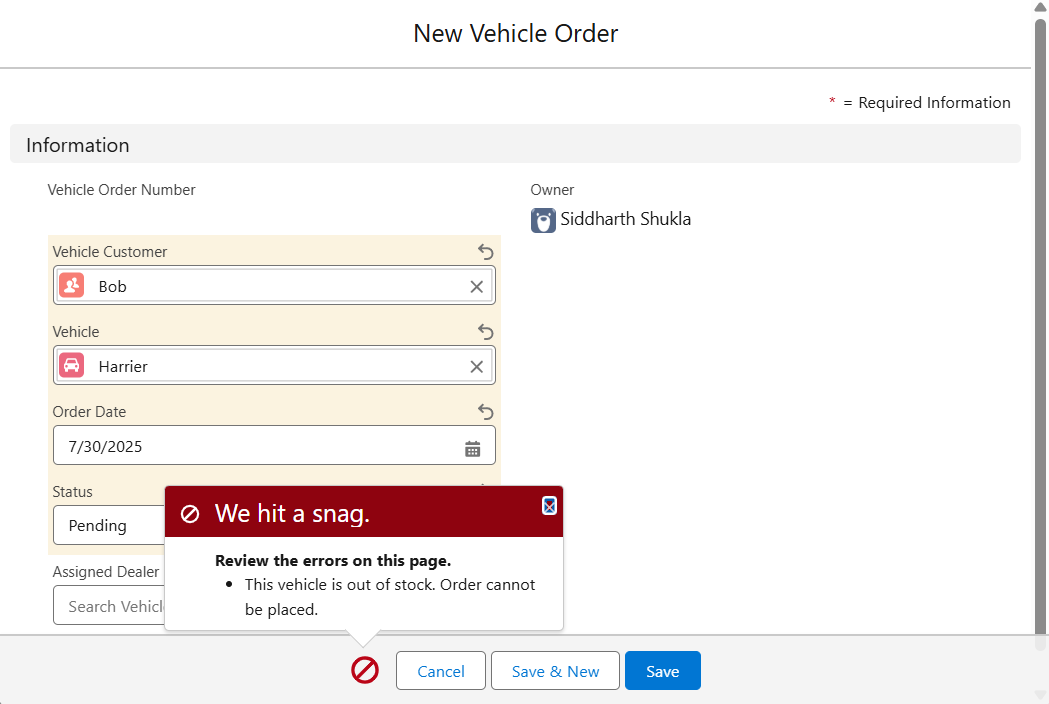 New Vehicle Order
* = Required Information
Information
Vehicle Order Number
Owner
Siddharth Shukla
Vehicle Customer
Bob
Vehicle
Harrier
Order Date
7/30/2025
Status
Pending
We hit a snag.
Review the errors on this page.
• This vehicle is out of stock. Order cannot
be placed.
Assigned Dealer
Search
Cancel
Save & New
Save